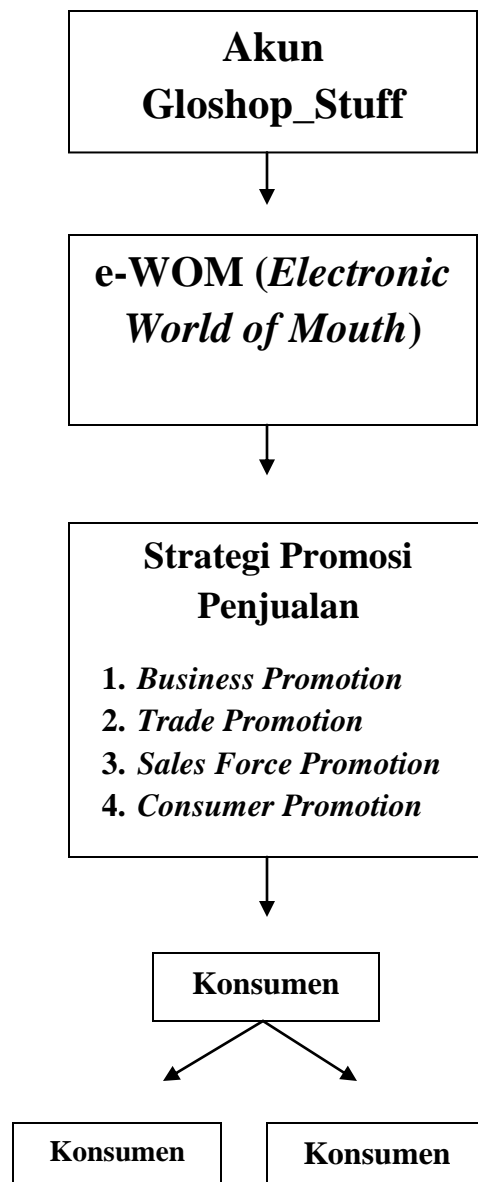 Akun
Gloshop_Stuff
e-WOM (Electronic
World of Mouth)
Strategi Promosi
Penjualan
1. Business Promotion
2. Trade Promotion
3. Sales Force Promotion
4. Consumer Promotion
Konsumen
Konsumen
Konsumen